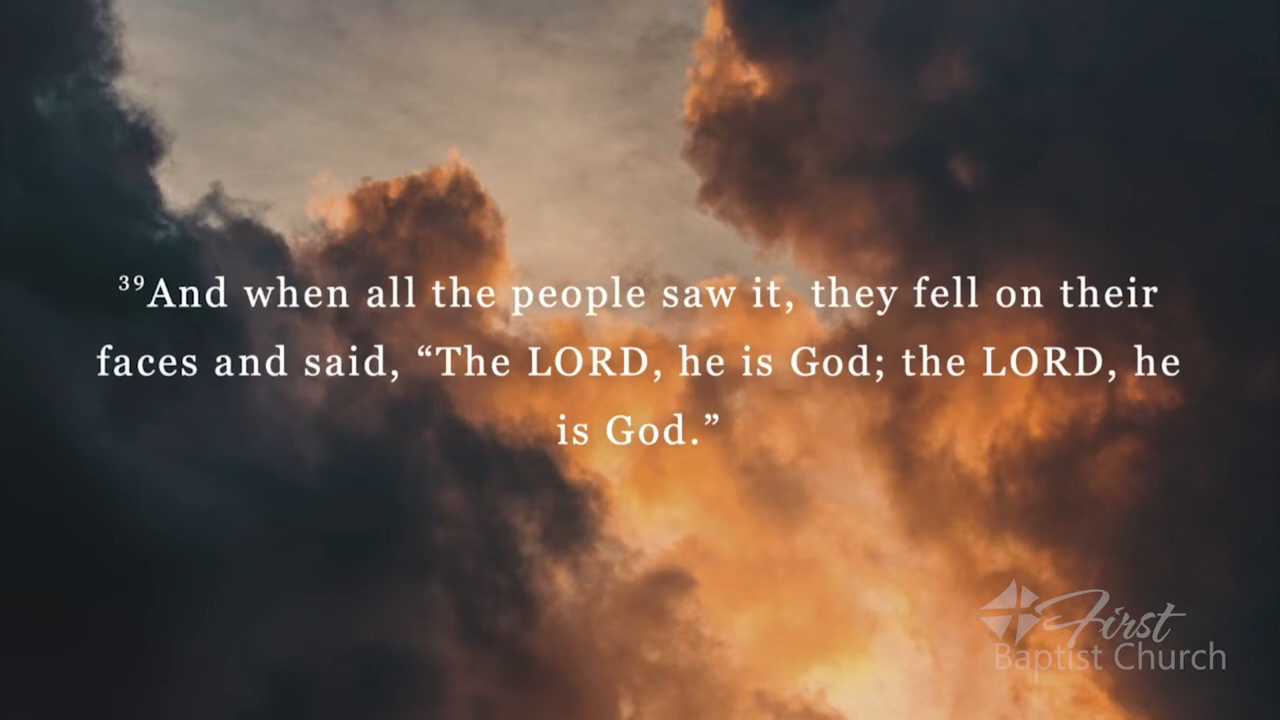 ³⁹And when all the people saw it, they fell on their
faces and said, “The LORD, he is God; the LORD, he
is God.”
First
Baptist Church